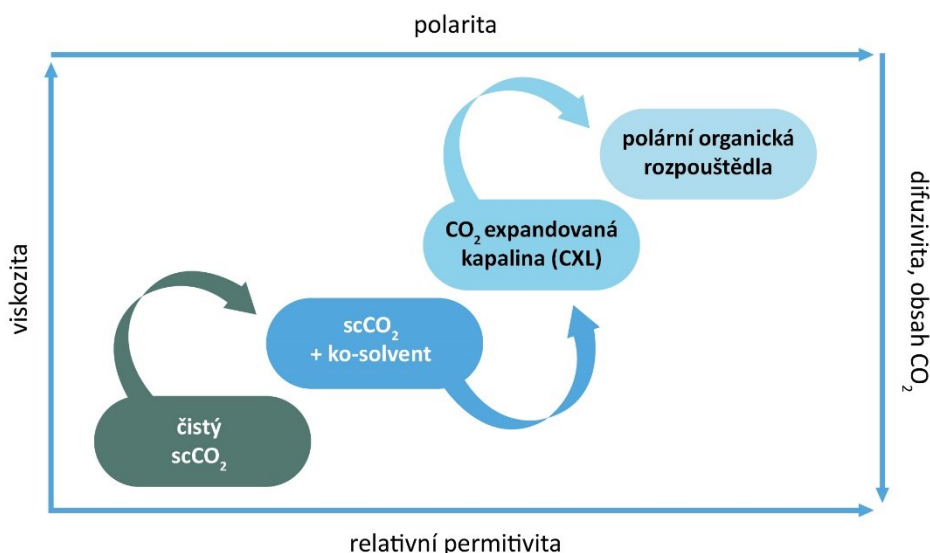 polarita
polární organická
rozpouštědla
CO₂ expandovaná
kapalina (CXL)
scCO₂
+ ko-solvent
čistý
scCO₂
viskozita
difuzivita, obsah CO₂
relativní permitivita